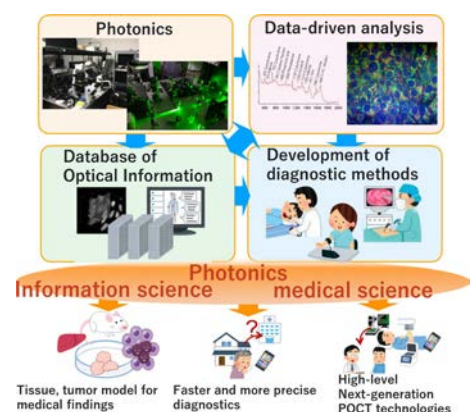 Photonics
Data-driven analysis
Database of
Optical Information
Development of
diagnostic methods
Photonics
Information science
medical science
?
Tissue, tumor model for
medical findings
Faster and more precise
diagnostics
High-level
Next-generation
POCT technologies